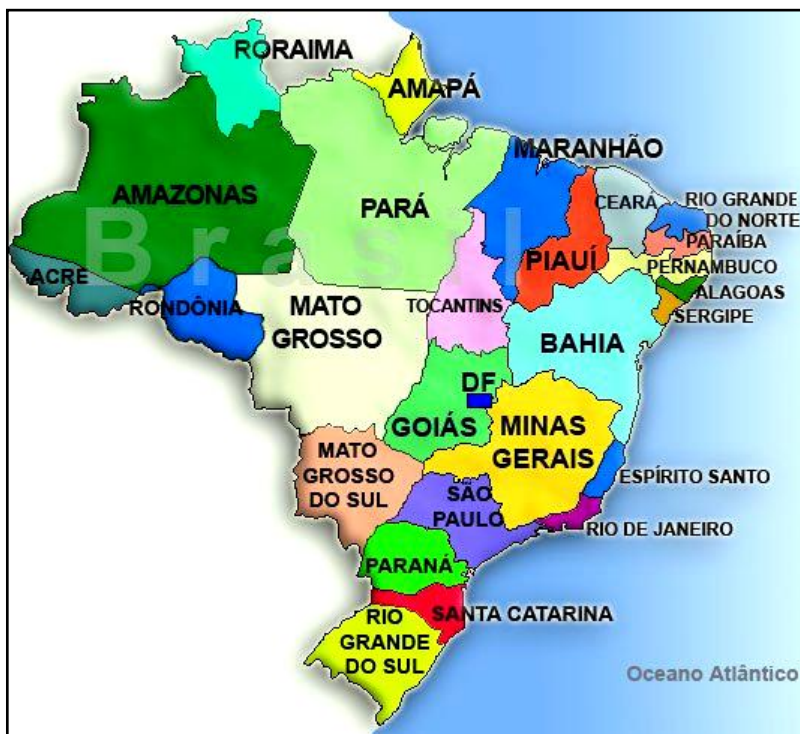 RORAIMA
AMAPÁ
MARANHÃO
AMAZONAS
PARÁ
CEARÁ
RIO GRANDE
DO NORTE
Brasil
PARAÍBA
PIAUÍ
PERNAMBUCO
ACRE
RONDÔNIA
MATO
GROSSO
TOCANTINS
ALAGOAS
SERGIPE
BAHIA
DF
GOIÁS
MINAS
GERAIS
MATO
GROSSO
DO SUL
SÃO
PAULO
ESPÍRITO SANTO
RIO DE JANEIRO
PARANÁ
SANTA CATARINA
RIO
GRANDE
DO SUL
Oceano Atlântico